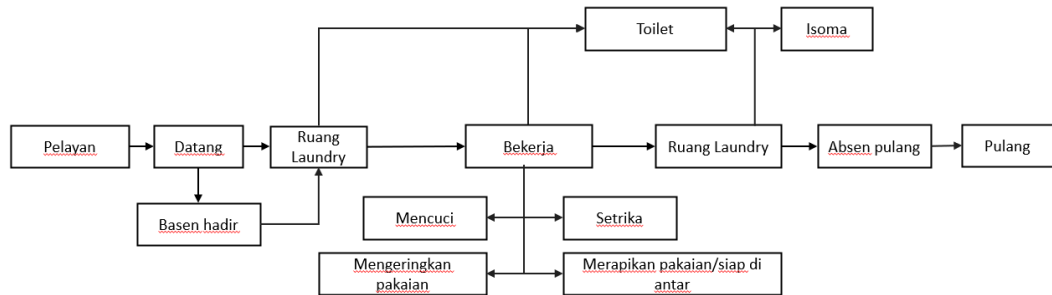 Toilet
Isoma
Pelayan
Datang
Ruang
Laundry
Bekerja
Ruang Laundry
Absen pulang
Pulang
Basen hadir
Mencuci
Setrika
Mengeringkan
pakaian
Merapikan pakaian/siap di
antar